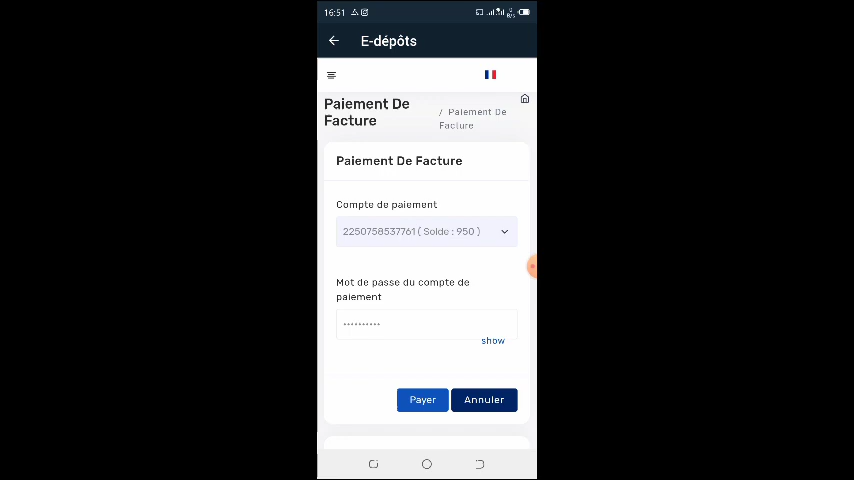 16:51
0 B/s
E-dépôts
Paiement De Facture
/ Paiement De Facture
Paiement De Facture
Compte de paiement
2250758537761 ( Solde : 950 )
Mot de passe du compte de
paiement
••••••••••
show
Payer Annuler